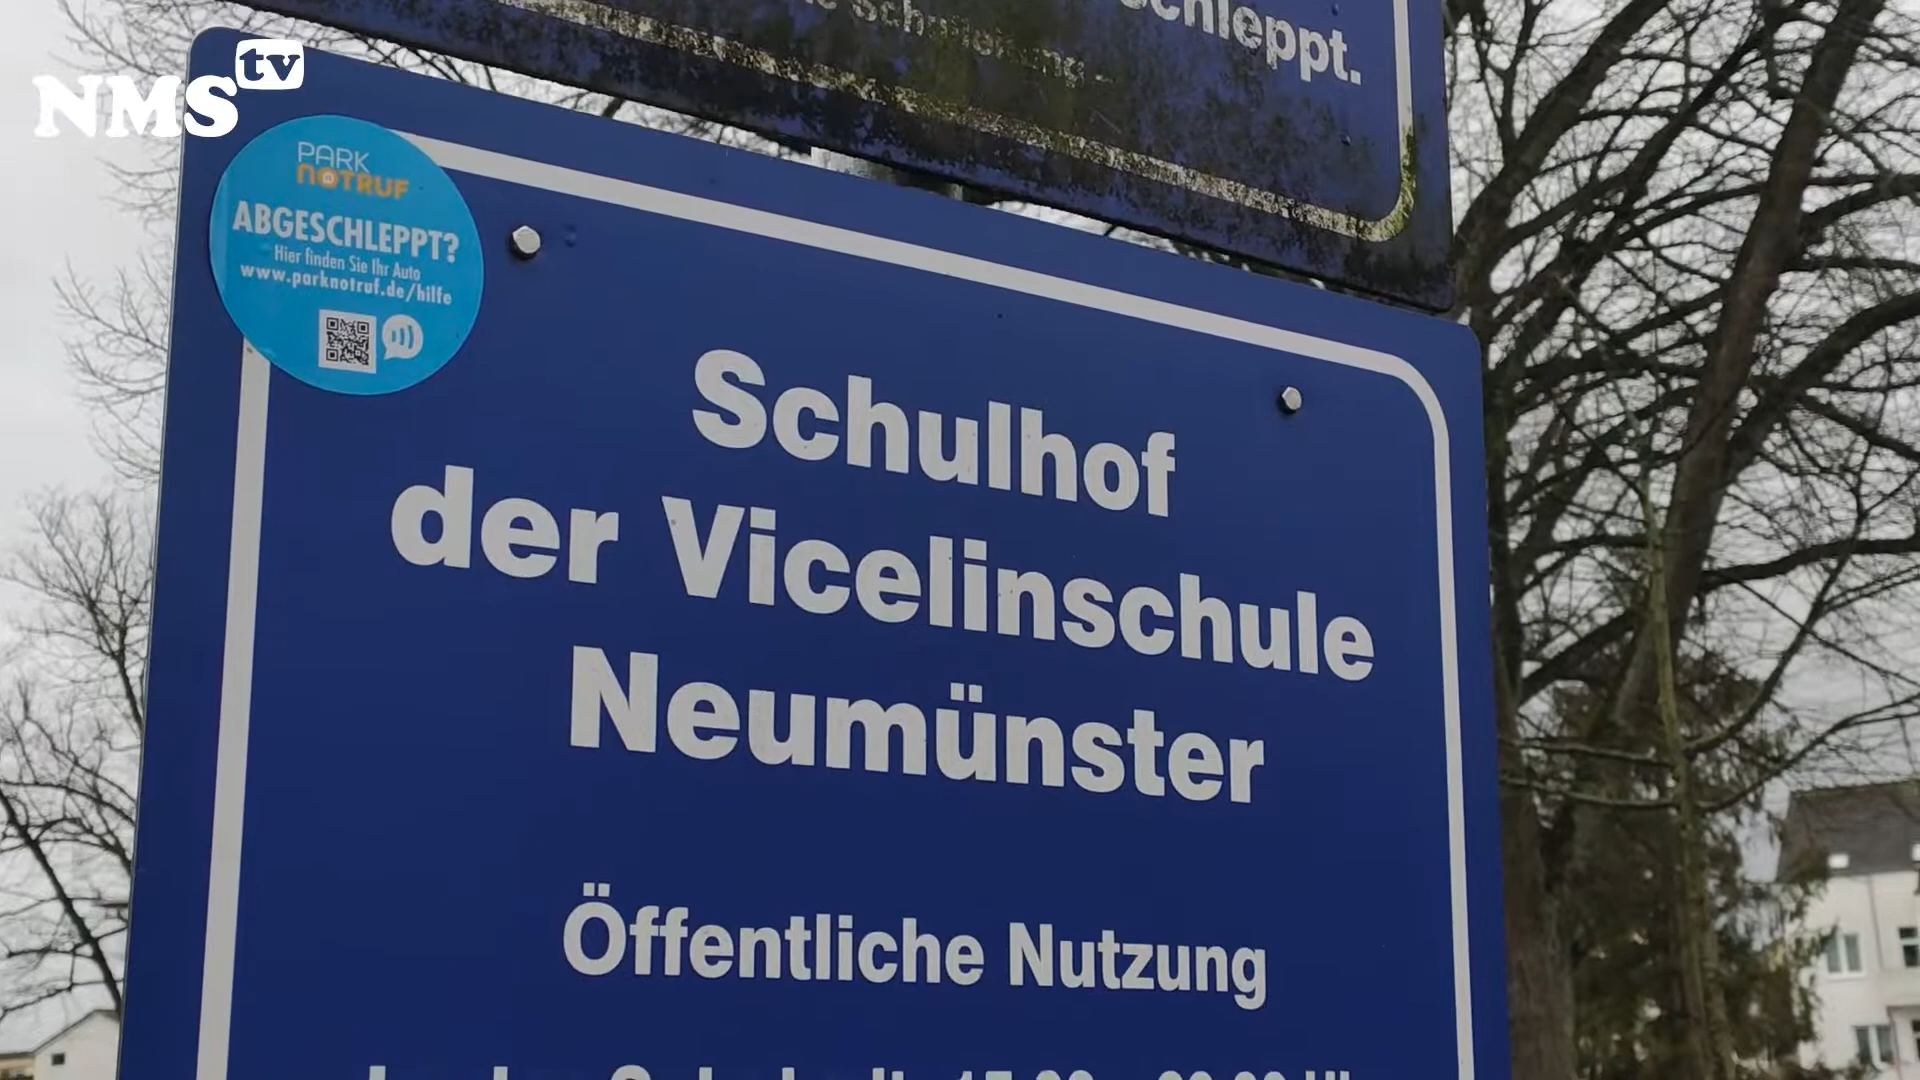 NMS tv
schleppt.
Schulleitung -
PARK
NOTRUF
ABGESCHLEPPT?
Hier finden Sie Ihr Auto
www.parknotruf.de/hilfe
Schulhof
der Vicelinschule
Neumünster
Öffentliche Nutzung